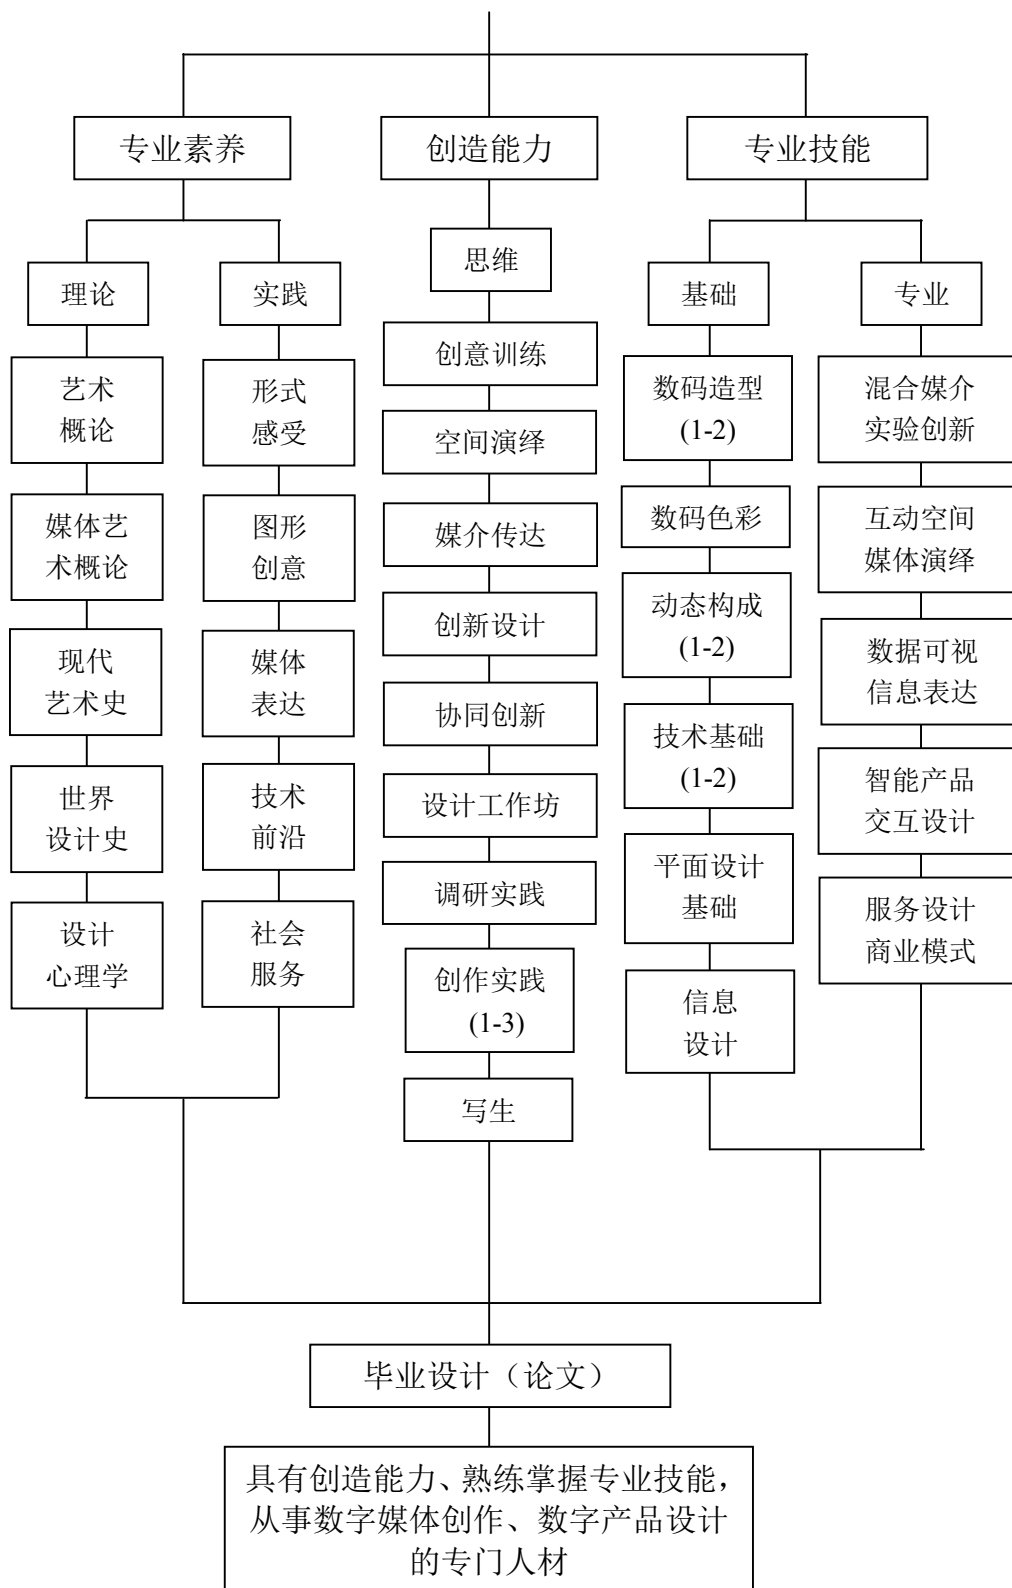 专业素养
创造能力
专业技能
思维
理论
实践
基础
专业
艺术
概论
媒体艺
术概论
现代
艺术史
世界
设计史
设计
心理学
形式
感受
图形
创意
媒体
表达
技术
前沿
社会
服务
创意训练
空间演绎
媒介传达
创新设计
协同创新
设计工作坊
调研实践
创作实践
(1-3)
写生
数码造型
(1-2)
数码色彩
动态构成
(1-2)
技术基础
(1-2)
平面设计
基础
信息
设计
混合媒介
实验创新
互动空间
媒体演绎
数据可视
信息表达
智能产品
交互设计
服务设计
商业模式
毕业设计（论文）
具有创造能力、熟练掌握专业技能，
从事数字媒体创作、数字产品设计
的专门人材